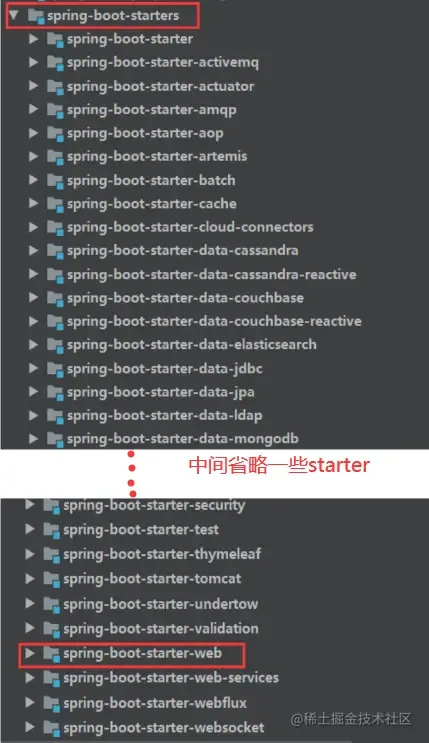 spring-boot-starters
spring-boot-starter
spring-boot-starter-activemq
spring-boot-starter-actuator
spring-boot-starter-amqp
spring-boot-starter-aop
spring-boot-starter-artemis
spring-boot-starter-batch
spring-boot-starter-cache
spring-boot-starter-cloud-connectors
spring-boot-starter-data-cassandra
spring-boot-starter-data-cassandra-reactive
spring-boot-starter-data-couchbase
spring-boot-starter-data-couchbase-reactive
spring-boot-starter-data-elasticsearch
spring-boot-starter-data-jdbc
spring-boot-starter-data-jpa
spring-boot-starter-data-ldap
spring-boot-starter-data-mongodb
中间省略一些starter
spring-boot-starter-security
spring-boot-starter-test
spring-boot-starter-thymeleaf
spring-boot-starter-tomcat
spring-boot-starter-undertow
spring-boot-starter-validation
spring-boot-starter-web
spring-boot-starter-web-services
spring-boot-starter-webflux
spring-boot-starter-websocket
@稀土掘金技术社区